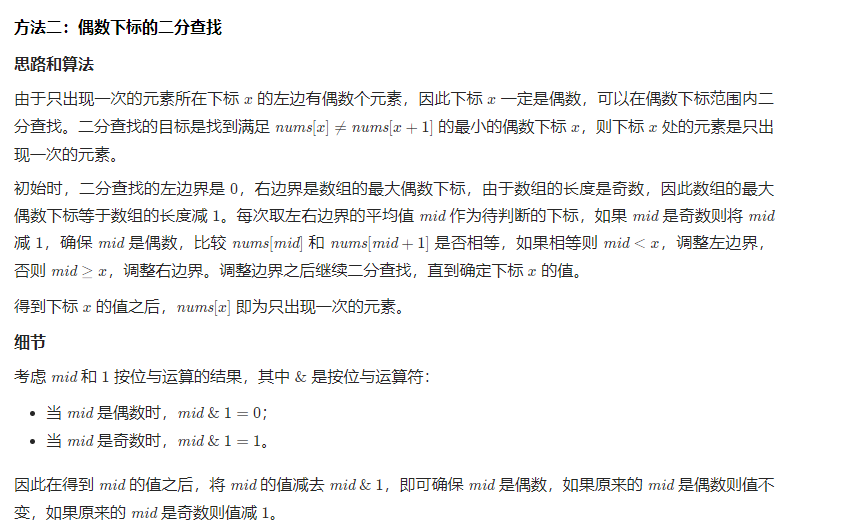 方法二：偶数下标的二分查找
思路和算法
由于只出现一次的元素所在下标 x 的左边有偶数个元素，因此下标 x 一定是偶数，可以在偶数下标范围内二
分查找。二分查找的目标是找到满足 nums[x] ≠ nums[x + 1] 的最小的偶数下标 x，则下标 x 处的元素是只出
现一次的元素。
初始时，二分查找的左边界是 0，右边界是数组的最大偶数下标，由于数组的长度是奇数，因此数组的最大
偶数下标等于数组的长度减 1。每次取左右边界的平均值 mid 作为待判断的下标，如果 mid 是奇数则将 mid
减 1，确保 mid 是偶数，比较 nums[mid] 和 nums[mid + 1] 是否相等，如果相等则 mid < x，调整左边界，
否则 mid ≥ x，调整右边界。调整边界之后继续二分查找，直到确定下标 x 的值。
得到下标 x 的值之后，nums[x] 即为只出现一次的元素。
细节
考虑 mid 和 1 按位与运算的结果，其中 & 是按位与运算符：
• 当 mid 是偶数时，mid & 1 = 0；
• 当 mid 是奇数时，mid & 1 = 1。
因此在得到 mid 的值之后，将 mid 的值减去 mid & 1，即可确保 mid 是偶数，如果原来的 mid 是偶数则值不
变，如果原来的 mid 是奇数则值减 1。